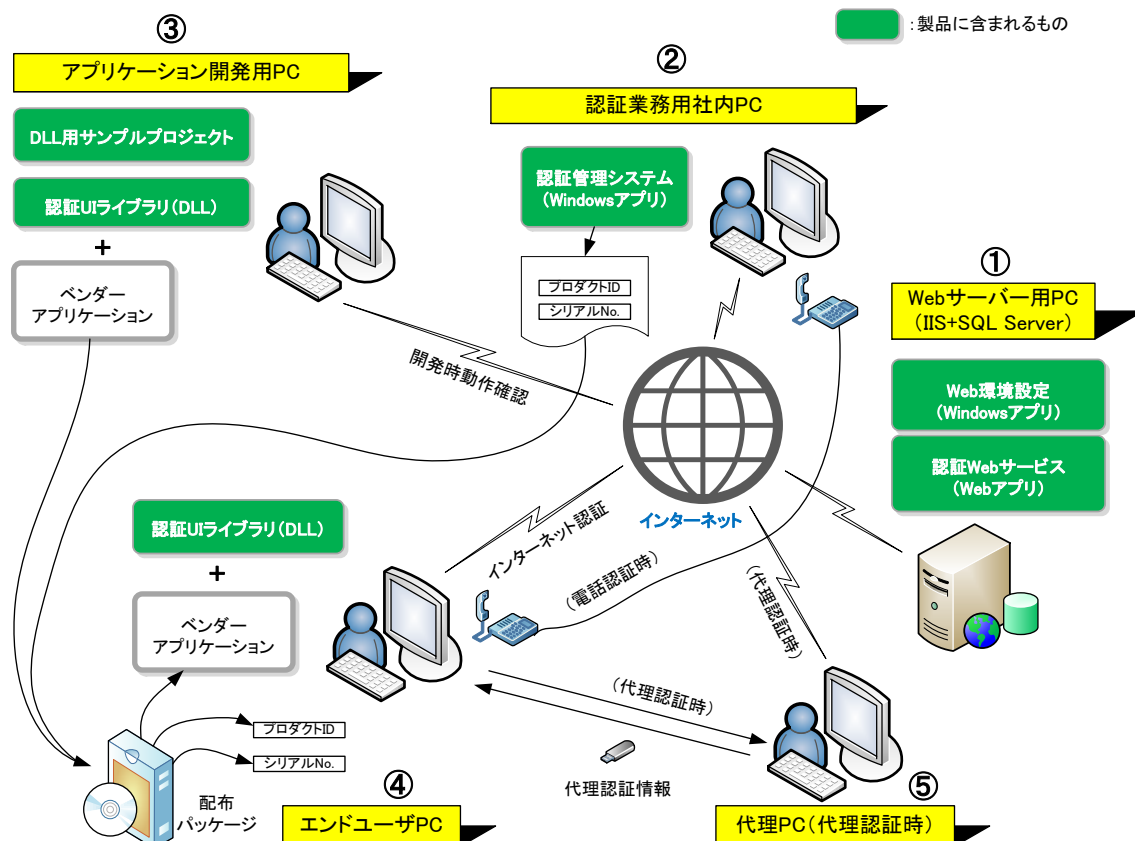 ：製品に含まれるもの
③
アプリケーション開発用PC
DLL用サンプルプロジェクト
認証UIライブラリ（DLL）
+
ベンダー
アプリケーション
②
認証業務用社内PC
認証管理システム
（Windowsアプリ）
プロダクトID
シリアルNo.
①
Webサーバー用PC
（IIS+SQL Server）
Web環境設定
（Windowsアプリ）
認証Webサービス
（Webアプリ）
開発時動作確認
インターネット
インターネット認証
（電話認証時）
（代理認証時）
認証UIライブラリ（DLL）
+
ベンダー
アプリケーション
プロダクトID
シリアルNo.
配布
パッケージ
④
エンドユーザPC
（代理認証時）
代理認証情報
⑤
代理PC（代理認証時）